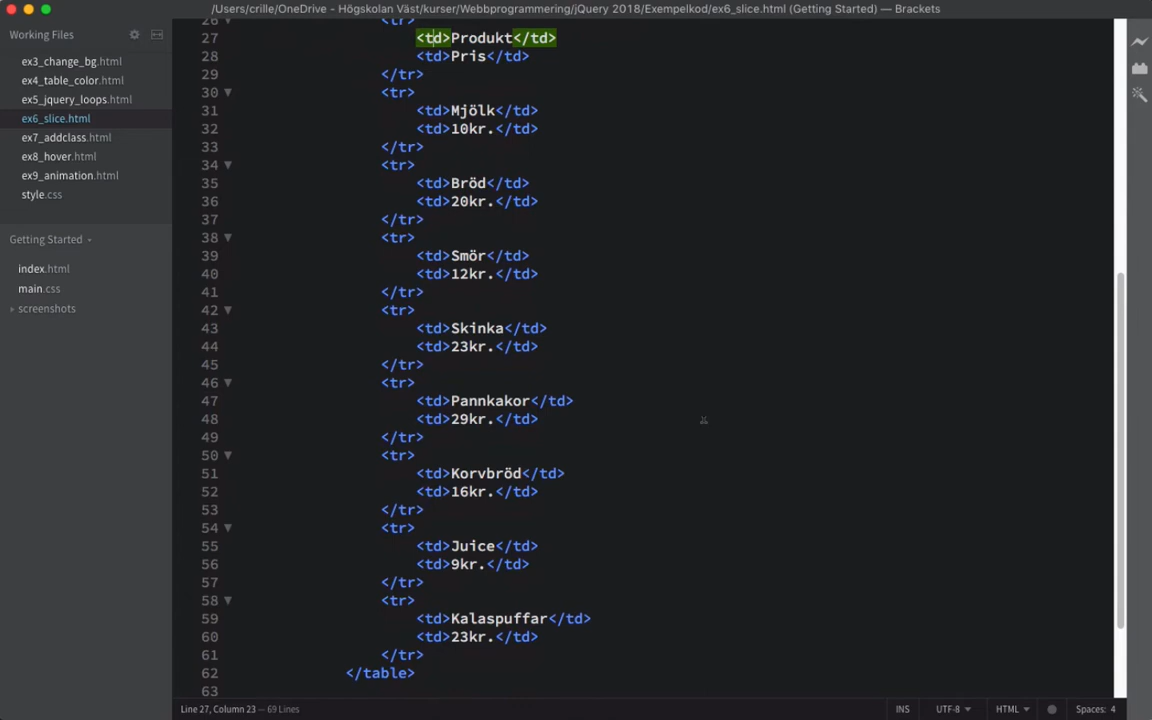 /Users/crille/OneDrive - Högskolan Väst/kurser/Webbprogrammering/jQuery 2018/Exempelkod/ex6_slice.html (Getting Started) — Brackets
Working Files
ex3_change_bg.html
ex4_table_color.html
ex5_jquery_loops.html
ex6_slice.html
ex7_addclass.html
ex8_hover.html
ex9_animation.html
style.css
Getting Started
index.html
main.css
screenshots
26 <tr>
27 <td>Produkt</td>
28 <td>Pris</td>
29 </tr>
30 <tr>
31 <td>Mjölk</td>
32 <td>10kr.</td>
33 </tr>
34 <tr>
35 <td>Bröd</td>
36 <td>20kr.</td>
37 </tr>
38 <tr>
39 <td>Smör</td>
40 <td>12kr.</td>
41 </tr>
42 <tr>
43 <td>Skinka</td>
44 <td>23kr.</td>
45 </tr>
46 <tr>
47 <td>Pannkakor</td>
48 <td>29kr.</td>
49 </tr>
50 <tr>
51 <td>Korvbröd</td>
52 <td>16kr.</td>
53 </tr>
54 <tr>
55 <td>Juice</td>
56 <td>9kr.</td>
57 </tr>
58 <tr>
59 <td>Kalaspuffar</td>
60 <td>23kr.</td>
61 </tr>
62 </table>
63
Line 27, Column 23 — 69 Lines INS UTF-8 HTML Spaces: 4